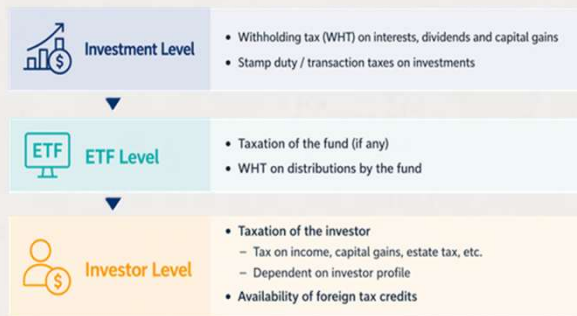 Investment Level
• Withholding tax (WHT) on interests, dividends and capital gains
• Stamp duty / transaction taxes on investments
ETF
ETF Level
• Taxation of the fund (if any)
• WHT on distributions by the fund
Investor Level
• Taxation of the investor
– Tax on income, capital gains, estate tax, etc.
– Dependent on investor profile
• Availability of foreign tax credits